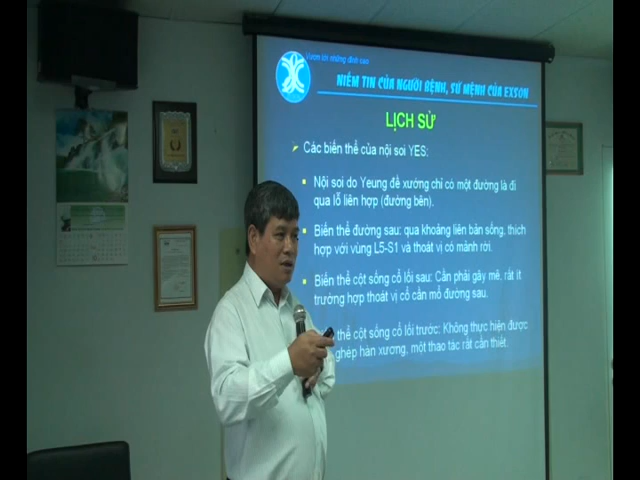 Vươn tới những đỉnh cao
NIỀM TIN CỦA NGƯỜI BỆNH, SỨ MỆNH CỦA EXSON
LỊCH SỬ
Các biến thể của nội soi YES:
Nội soi do Yeung đề xướng chỉ có một đường là đi
qua lỗ liên hợp (đường bên).
Biến thể đường sau: qua khoảng liên bản sống, thích
hợp với vùng L5-S1 và thoát vị có mảnh rời.
Biến thể cột sống cổ lối sau: Cần phải gây mê, rất ít
trường hợp thoát vị cổ cần mổ đường sau.
thể cột sống cổ lối trước: Không thực hiện được
ghép hàn xương, một thao tác rất cần thiết.